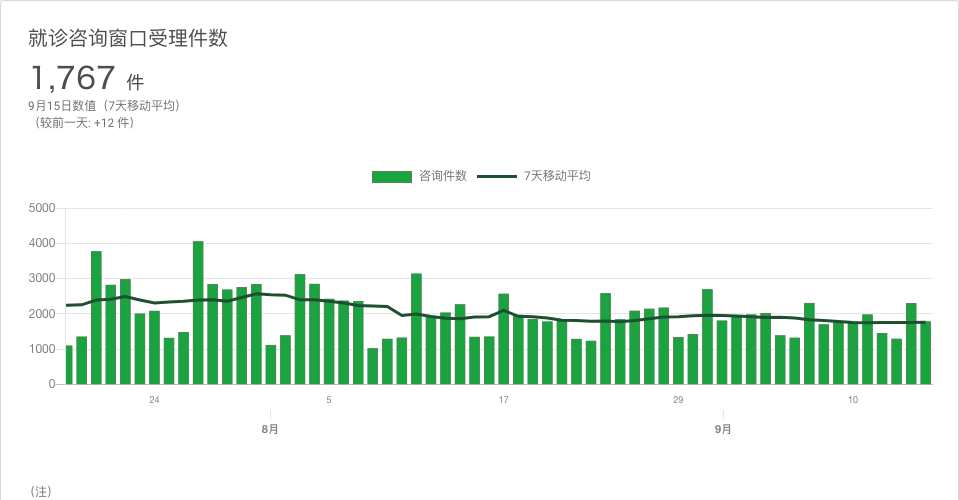 就诊咨询窗口受理件数
1,767 件
9月15日数值（7天移动平均）
（较前一天: +12 件）
咨询件数 7天移动平均
5000
4000
3000
2000
1000
0
24 5 17 29 10
8月 9月
（注）